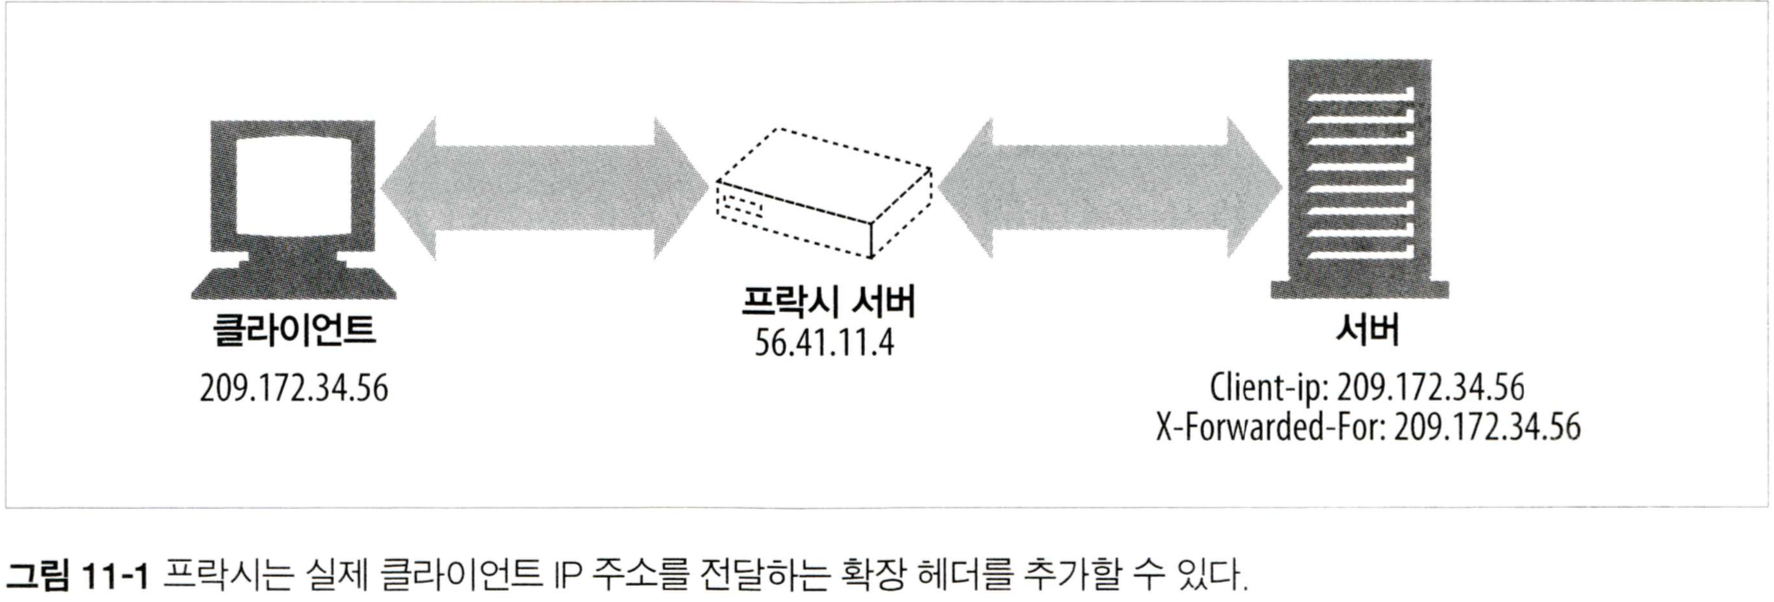 클라이언트
209.172.34.56
프락시 서버
56.41.11.4
서버
Client-ip: 209.172.34.56
X-Forwarded-For: 209.172.34.56
그림 11-1 프락시는 실제 클라이언트 IP 주소를 전달하는 확장 헤더를 추가할 수 있다.